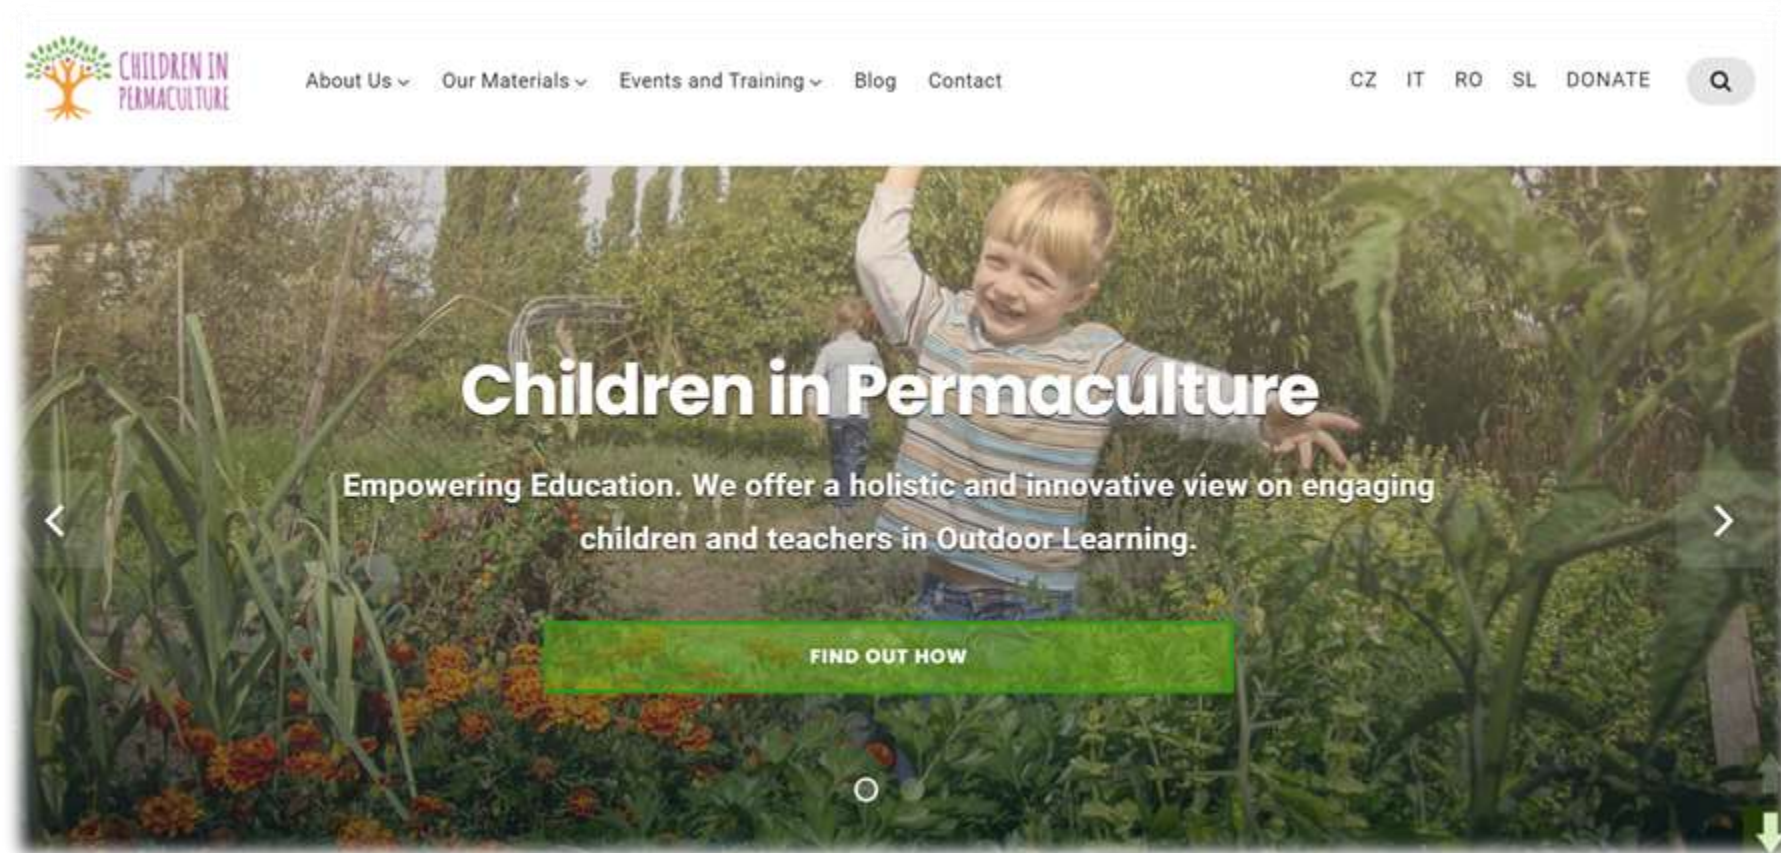 CHILDREN IN
PERMACULTURE
About Us
Our Materials
Events and Training
Blog
Contact
CZ
IT
RO
SL
DONATE
Children in Permaculture
Empowering Education. We offer a holistic and innovative view on engaging
children and teachers in Outdoor Learning.
FIND OUT HOW